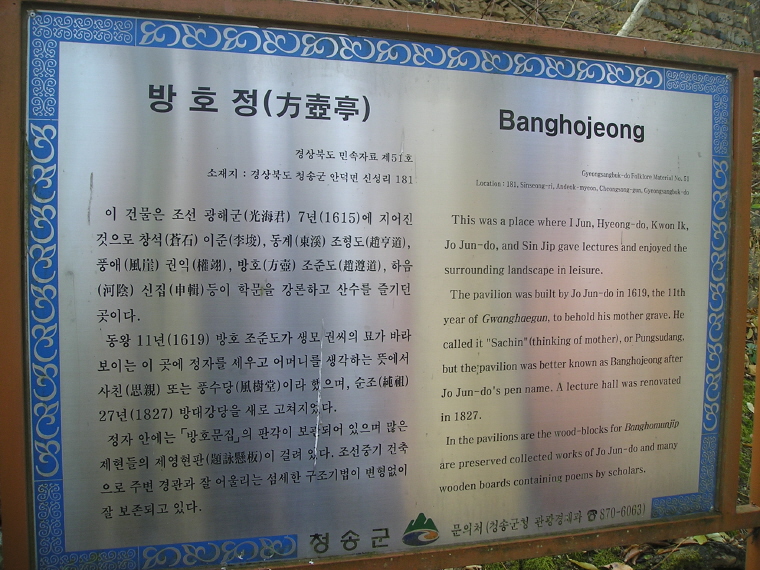 방호정(方壺亭)
경상북도 민속자료 제51호
소재지 : 경상북도 청송군 안덕면 신성리 181
이 건물은 조선 광해군(光海君) 7년(1615)에 지어진
것으로 창석(蒼石) 이준(李埈), 동계(東溪) 조형도(趙亨道),
풍애(風崖) 권익(權翊), 방호(方壺) 조준도(趙遵道), 하음
(河陰) 신집(申輯)등이 학문을 강론하고 산수를 즐기던
곳이다.
동왕 11년(1619) 방호 조준도가 생모 권씨의 묘가 바라
보이는 이 곳에 정자를 세우고 어머니를 생각하는 뜻에서
사친(思親) 또는 풍수당(風樹堂)이라 했으며, 순조(純祖)
27년(1827) 방대강당을 새로 고쳐지었다.
정자 안에는 「방호문집」의 판각이 보관되어 있으며 많은
제현들의 제영현판(題詠懸板)이 걸려 있다. 조선중기 건축
으로 주변 경관과 잘 어울리는 섬세한 구조기법이 변형없이
잘 보존되고 있다.
Banghojeong
Gyeongsangbuk-do Folklore Material No. 51
Location : 181, Sinseong-ri, Andeok-myeon, Cheongsong-gun, Gyeongsangbuk-do
This was a place where I Jun, Hyeong-do, Kwon Ik,
Jo Jun-do, and Sin Jip gave lectures and enjoyed the
surrounding landscape in leisure.
The pavilion was built by Jo Jun-do in 1619, the 11th
year of Gwanghaegun, to behold his mother grave. He
called it "Sachin"(thinking of mother), or Pungsudang,
but the pavilion was better known as Banghojeong after
Jo Jun-do's pen name. A lecture hall was renovated
in 1827.
In the pavilions are the wood-blocks for Banghomunjip
are preserved collected works of Jo Jun-do and many
wooden boards containing poems by scholars.
청송군 문의처(청송군청 관광경제과 ☎870-6063)